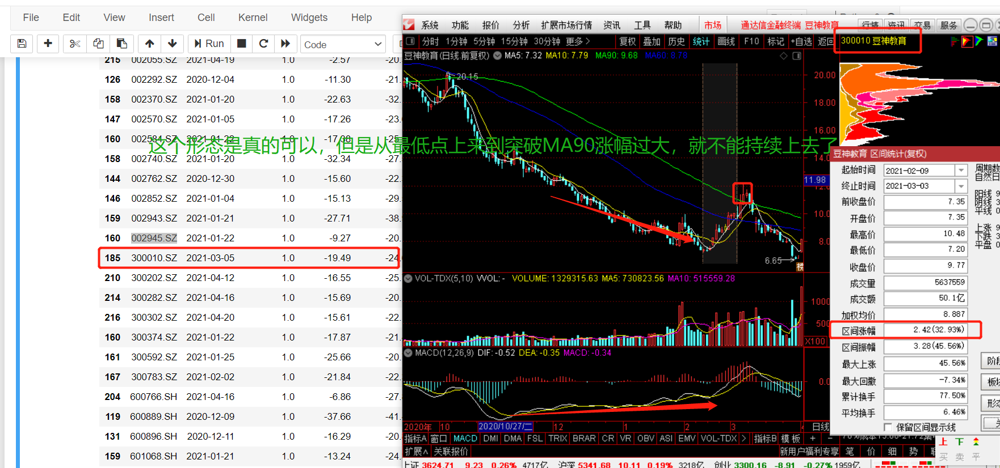 File Edit View Insert Cell Kernel Widgets Help
Run Code
215 002055.SZ 2021-04-19 1.0 -2.57 -20.
126 002292.SZ 2020-12-04 1.0 -11.30 -21.
158 002370.SZ 2021-01-20 1.0 -22.63 -32.
147 002570.SZ 2021-01-05 1.0 -17.26 -23.
160 002584.SZ 2021-01-22 1.0 -17.38 -25.
这个形态是真的可以，但是从最低点上来到突破MA90涨幅过大，就不能持续上去了
158 002740.SZ 2021-01-20 1.0 -32.34 -27.
144 002762.SZ 2020-12-30 1.0 -15.60 -22.
146 002852.SZ 2021-01-04 1.0 -15.13 -29.
159 002943.SZ 2021-01-21 1.0 -27.71 -38.
160 002945.SZ 2021-01-22 1.0 -9.27 -20.
185 300010.SZ 2021-03-05 1.0 -19.49 -24.
210 300202.SZ 2021-04-12 1.0 -16.55 -25.
214 300282.SZ 2021-04-16 1.0 -15.69 -20.
216 300302.SZ 2021-04-20 1.0 -15.61 -22.
160 300374.SZ 2021-01-22 1.0 -17.87 -21.
161 300592.SZ 2021-01-25 1.0 -25.66 -20.
167 300783.SZ 2021-02-02 1.0 -21.84 -22.
204 600766.SH 2021-04-16 1.0 -6.86 -27.
119 600889.SH 2020-12-09 1.0 -37.66 -41.
131 600896.SH 2020-12-11 1.0 -16.29 -20.
159 601068.SH 2021-01-21 1.0 -13.24 -24.
系统 功能 报价 分析 扩展市场行情 资讯 工具 帮助 市场 通达信金融终端 豆神教育 行情 资讯 交易 服务
分时 1分钟 5分钟 15分钟 30分钟 更多> 复权 叠加 历史 统计 画线 F10 标记 +自选 返回 300010 豆神教育
豆神教育(日线.前复权) MA5: 7.32 MA10: 7.79 MA90: 9.68 MA60: 8.78
20.15
20.00
18.00
16.00
14.0
11.98
12.0
10.00
8.0
6.65
榜
VOL-TDX(5,10) VVOL: - VOLUME: 1329315.63 MA5: 730823.56 MA10: 515559.28
1000
500
X100
MACD(12,26,9) DIF: -0.52 DEA: -0.35 MACD: -0.34
0.0
2020年 10 2020/10/27/二 12 1 2 3 4 日线
指标A 窗口 MACD DMI DMA FSL TRIX BRAR CR VR OBV ASI EMV VOL-TDX > 指标B 模板 + -
扩展∧ 关联报价 新用户福利专享 笔 价 细 势
上证 3624.71 9.23 0.26% 4717亿 沪深 5341.68 10.11 0.19% 3218亿 创业 3300.16 -8.91 -0.27% 1959亿
豆神教育 区间统计(复权)
起始时间 2021-02-09 周期数
自然日
终止时间 2021-03-03
阳线 9
阴线 3
平线 0
前收盘价 7.35
开盘价 7.35
最高价 10.48
上涨 9
下跌 3
平盘 0
最低价 7.20
收盘价 9.77
成交量 5637559
成交额 50.1亿
加权均价 8.887
区间涨幅 2.42(32.93%)
区间振幅 3.28(45.56%)
最大上涨 45.56% 阶段
最大回撤 -7.34% 板块
累计换手 77.50%
平均换手 6.46% 形态
保留区间显示线
上 下
买 卖 平